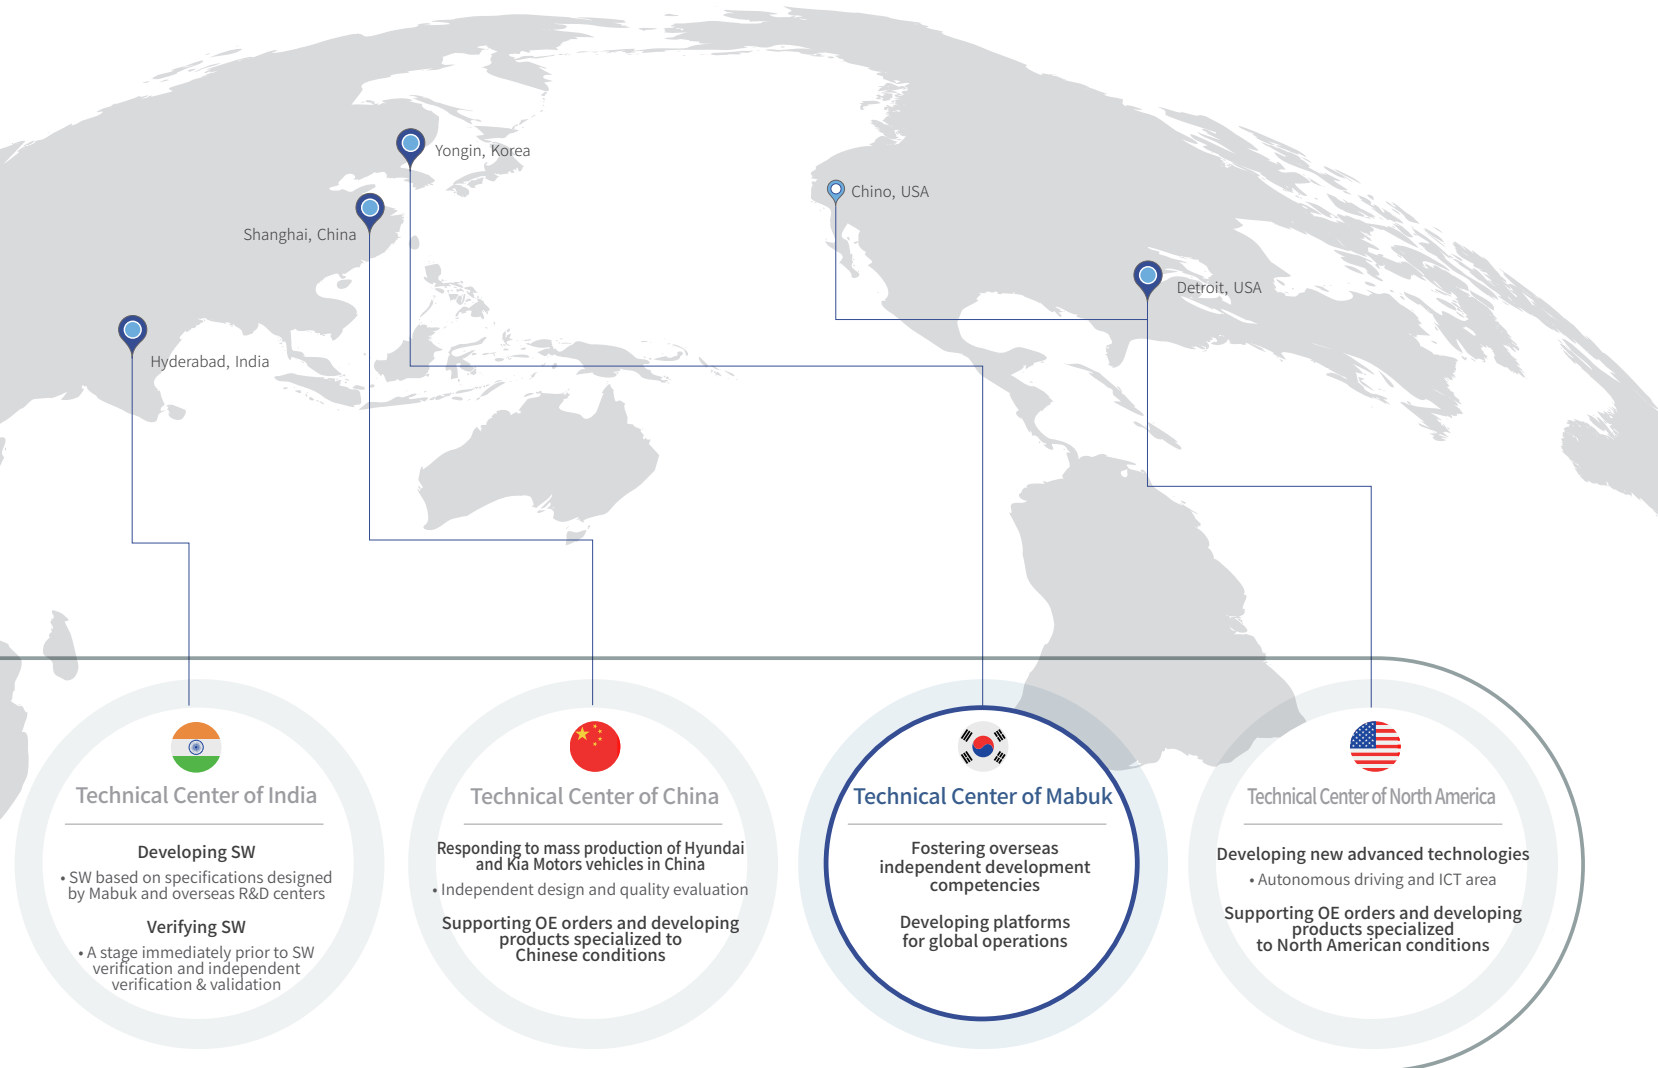 Yongin, Korea
Chino, USA
Shanghai, China
Detroit, USA
Hyderabad, India
Technical Center of India
Developing SW
• SW based on specifications designed
by Mabuk and overseas R&D centers
Verifying SW
• A stage immediately prior to SW
verification and independent
verification & validation
Technical Center of China
Responding to mass production of Hyundai
and Kia Motors vehicles in China
• Independent design and quality evaluation
Supporting OE orders and developing
products specialized to
Chinese conditions
Technical Center of Mabuk
Fostering overseas
independent development
competencies
Developing platforms
for global operations
Technical Center of North America
Developing new advanced technologies
• Autonomous driving and ICT area
Supporting OE orders and developing
products specialized
to North American conditions